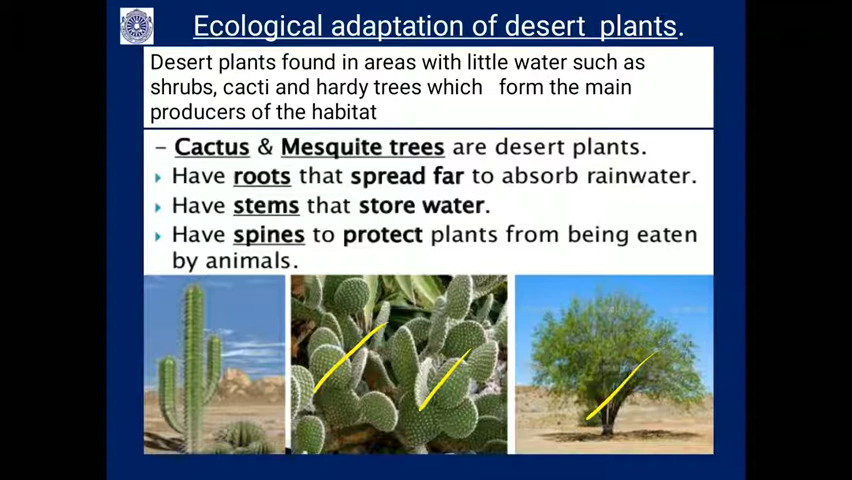 Ecological adaptation of desert plants.
Desert plants found in areas with little water such as
shrubs, cacti and hardy trees which form the main
producers of the habitat
– Cactus & Mesquite trees are desert plants.
Have roots that spread far to absorb rainwater.
Have stems that store water.
Have spines to protect plants from being eaten
by animals.